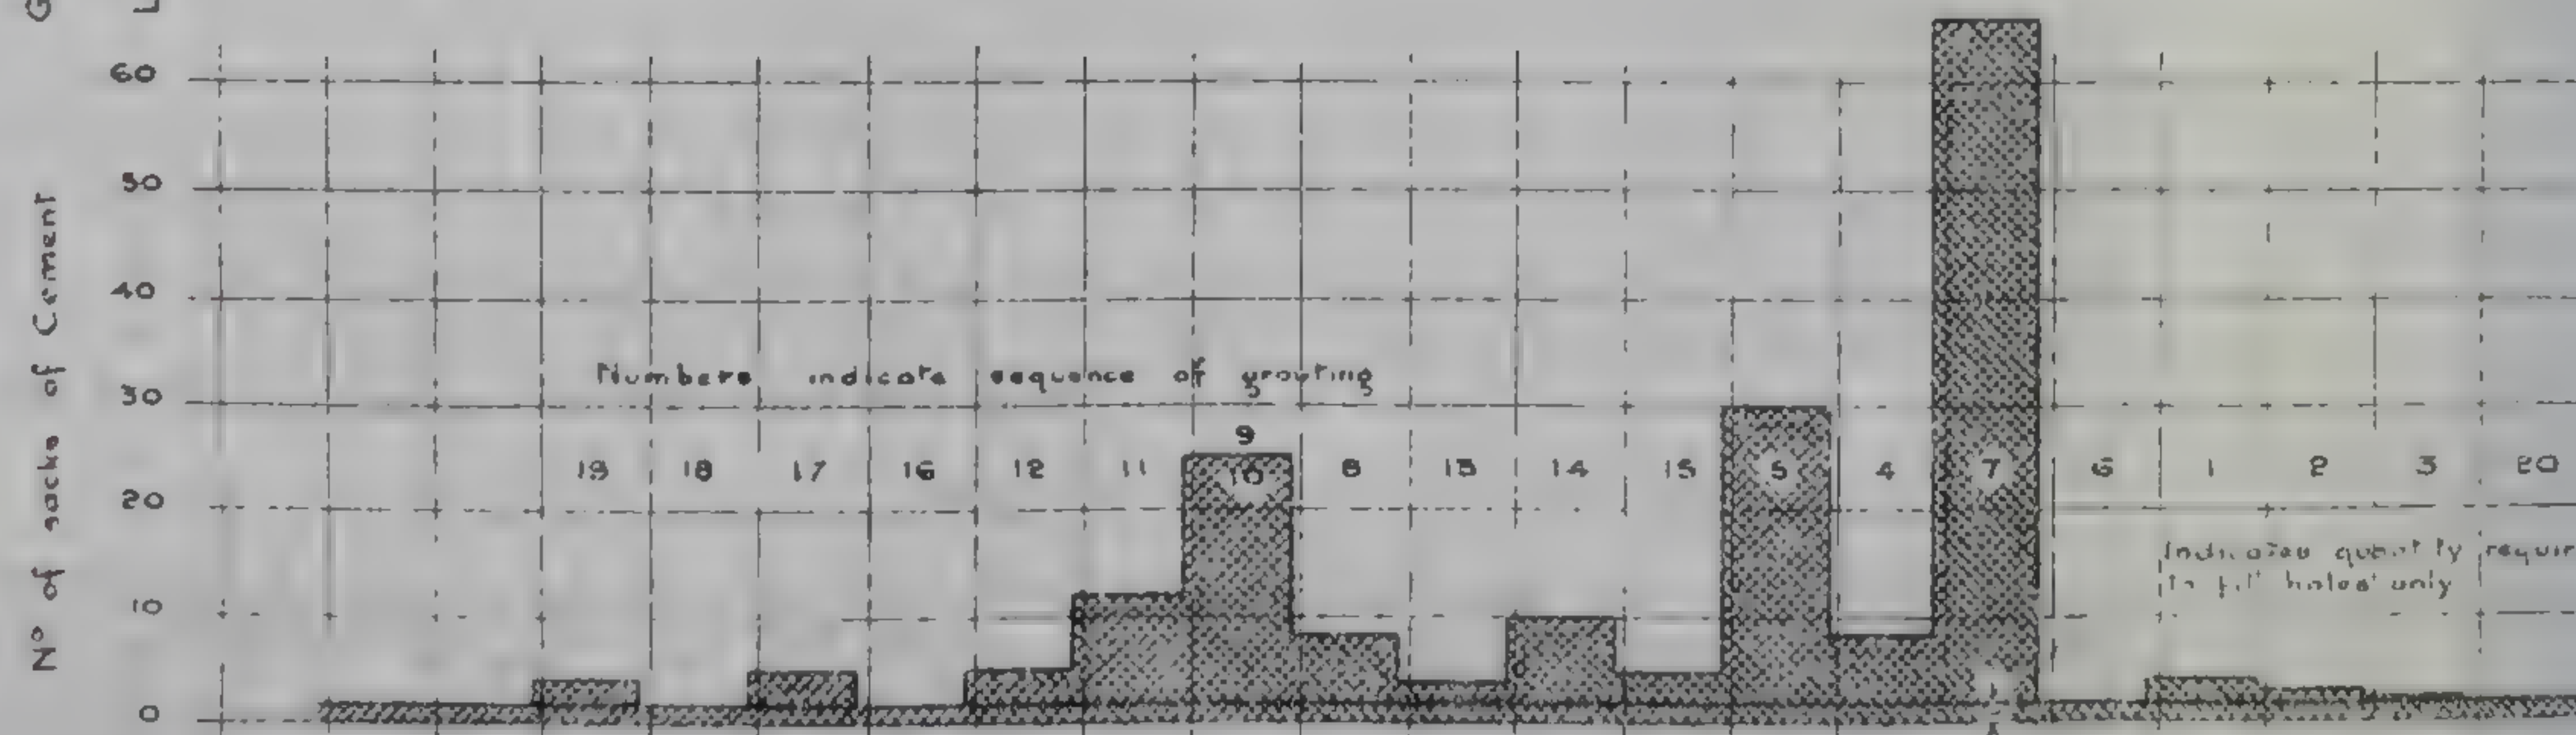 G
L
60
50
40
30
20
10
0
Nº of sacks of Cement
Numbers indicate sequence of grouting
9
19 18 17 16 12 11 10 8 13 14 15 5 4 7 6 1 2 3 20
Indicates quantity requir
to fill holes only